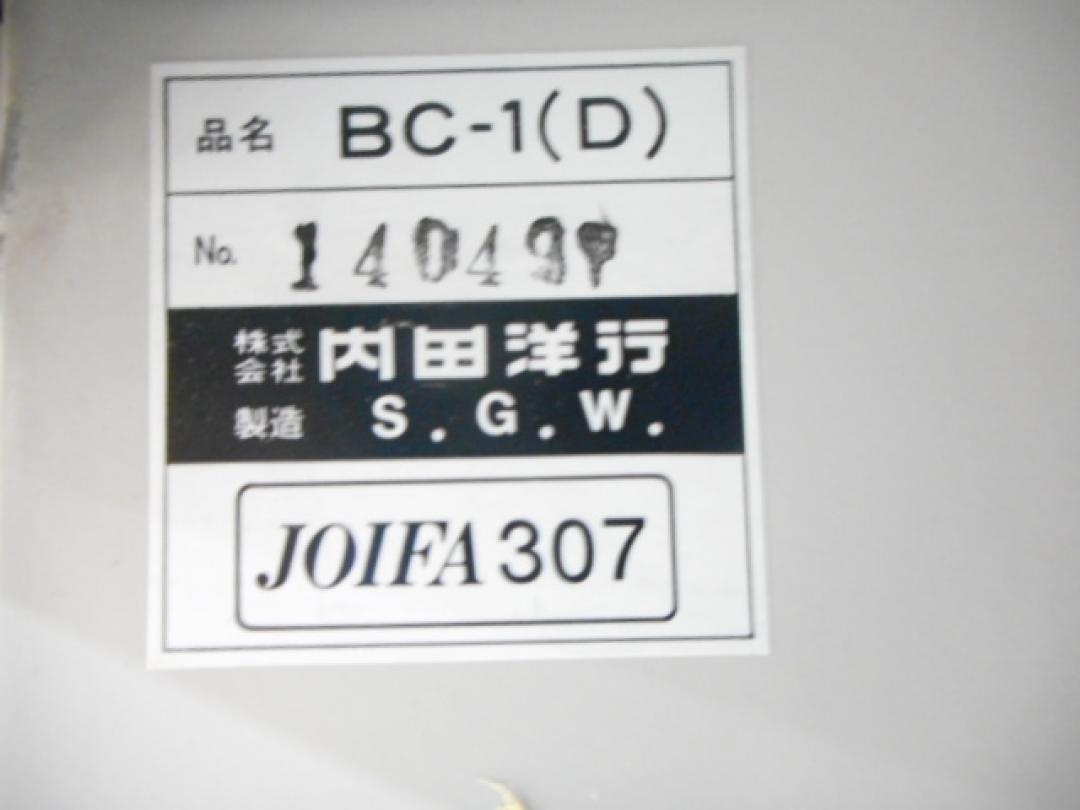 品名 BC-1(D)
No. 14049
株式会社 内田洋行
製造 S.G.W.
JOIFA 307